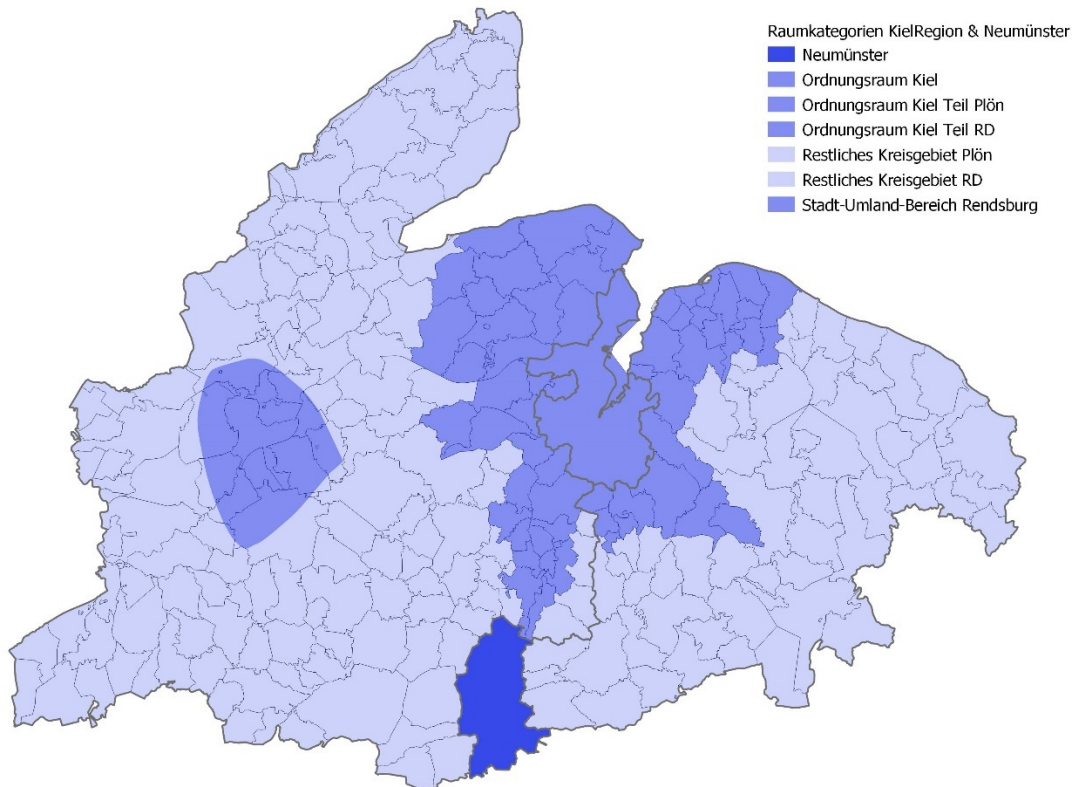 Raumkategorien KielRegion & Neumünster
Neumünster
Ordnungsraum Kiel
Ordnungsraum Kiel Teil Plön
Ordnungsraum Kiel Teil RD
Restliches Kreisgebiet Plön
Restliches Kreisgebiet RD
Stadt-Umland-Bereich Rendsburg